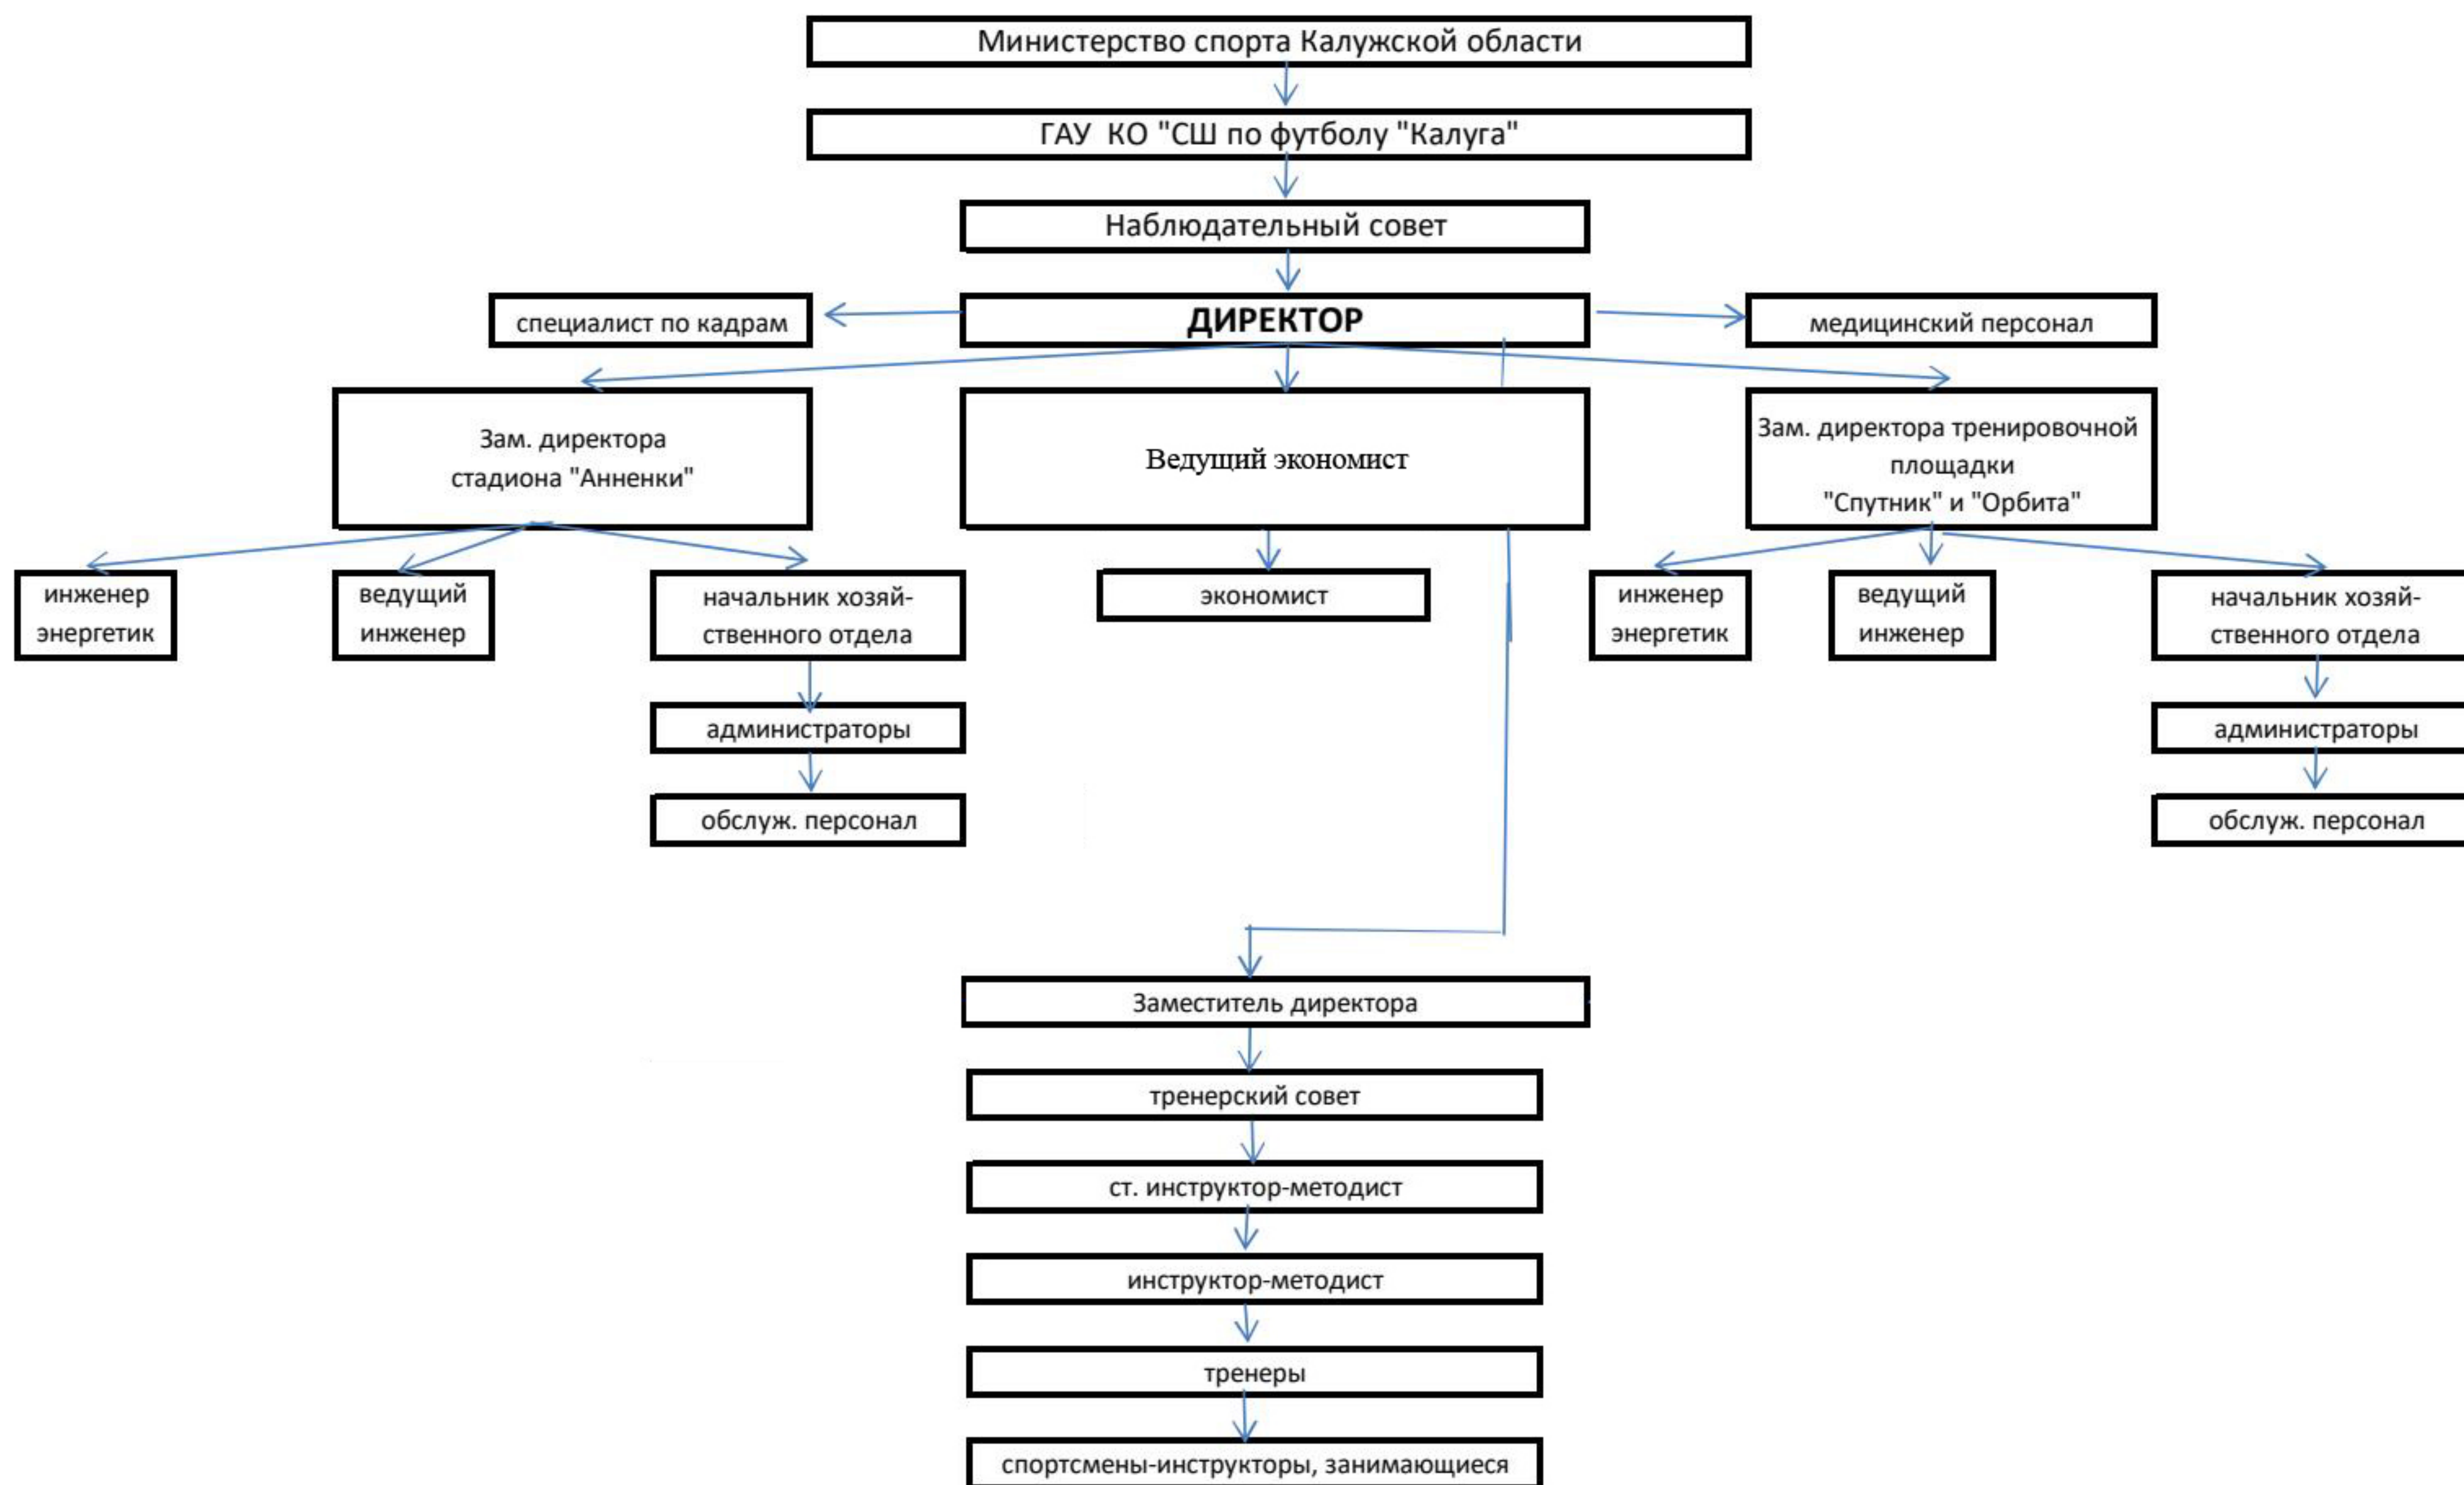 Министерство спорта Калужской области
ГАУ КО "СШ по футболу "Калуга"
Наблюдательный совет
специалист по кадрам
ДИРЕКТОР
медицинский персонал
Зам. директора
стадиона "Анненки"
Ведущий экономист
Зам. директора тренировочной
площадки
"Спутник" и "Орбита"
инженер
энергетик
ведущий
инженер
начальник хозяй-
ственного отдела
экономист
инженер
энергетик
ведущий
инженер
начальник хозяй-
ственного отдела
администраторы
администраторы
обслуж. персонал
обслуж. персонал
Заместитель директора
тренерский совет
ст. инструктор-методист
инструктор-методист
тренеры
спортсмены-инструкторы, занимающиеся